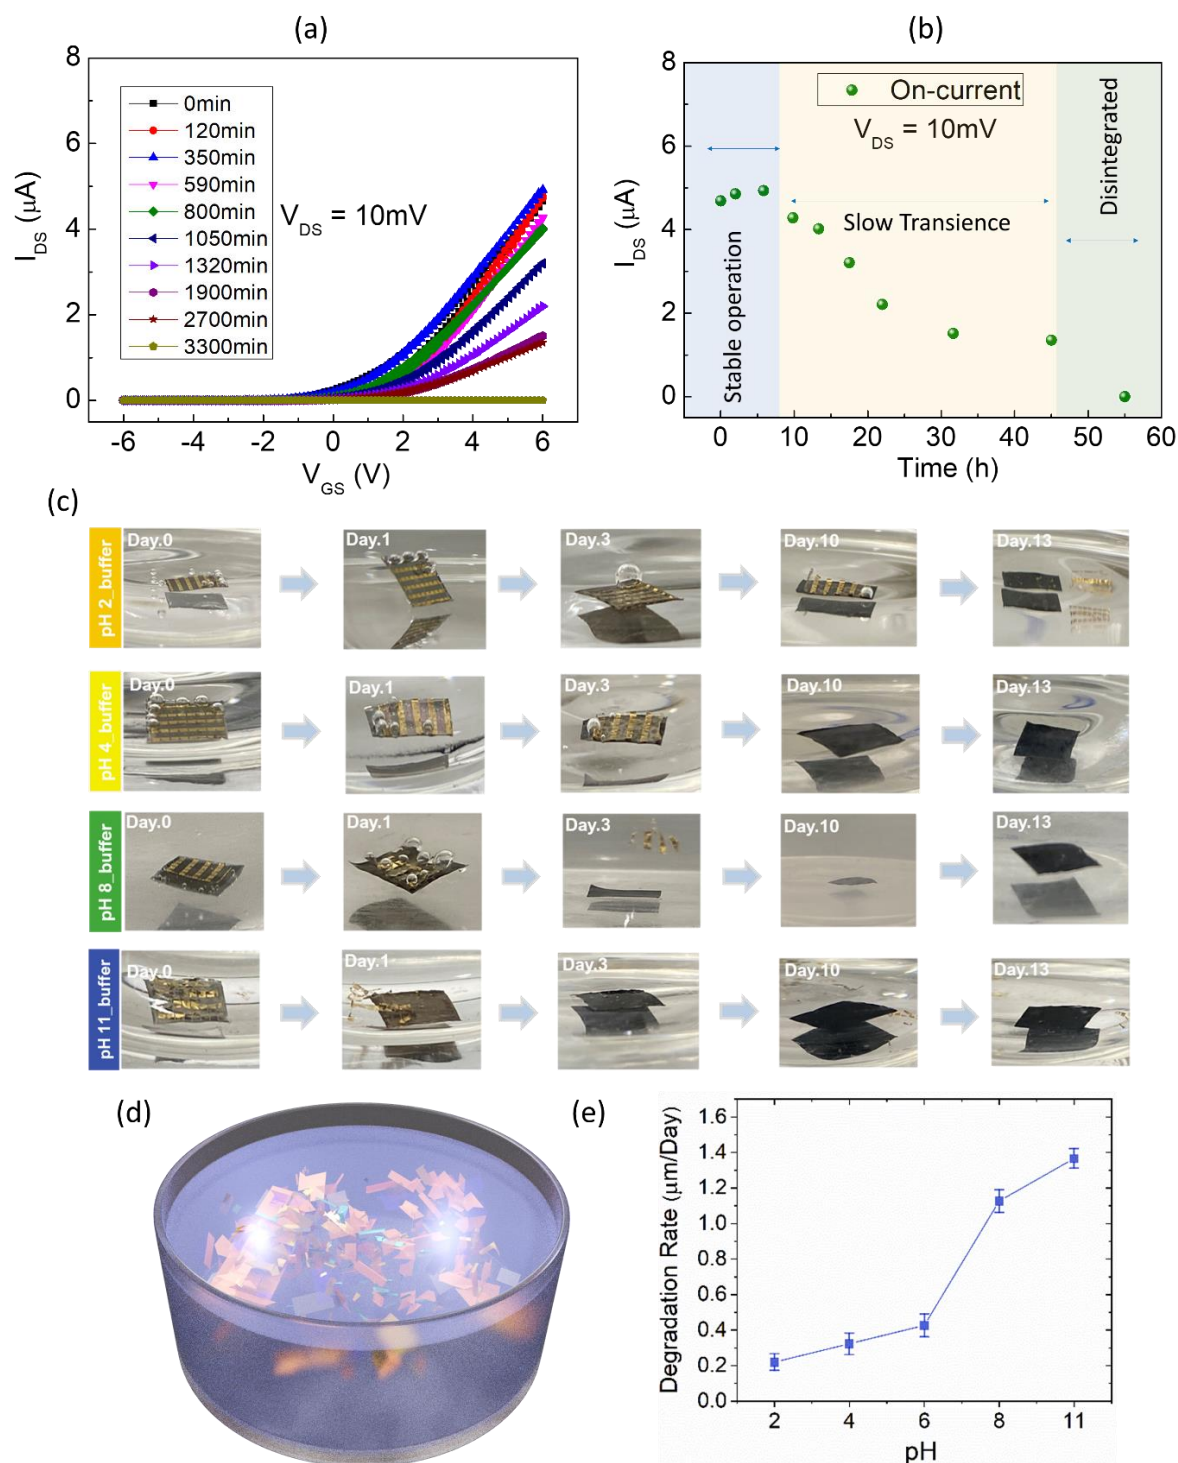 (a)
8
6
4
2
0
I_DS (μA)
0min
120min
350min
590min
800min
1050min
1320min
1900min
2700min
3300min
V_DS = 10mV
-6 -4 -2 0 2 4 6
V_GS (V)
(b)
8
6
4
2
0
I_DS (μA)
On-current
V_DS = 10mV
Stable operation
Slow Transience
Disintegrated
0 10 20 30 40 50 60
Time (h)
(c)
pH 2_buffer
Day.0
Day.1
Day.3
Day.10
Day.13
pH 4_buffer
Day.0
Day.1
Day.3
Day.10
Day.13
pH 8_buffer
Day.0
Day.1
Day.3
Day.10
Day.13
pH 11_buffer
Day.0
Day.1
Day.3
Day.10
Day.13
(d)
(e)
1.6
1.4
1.2
1.0
0.8
0.6
0.4
0.2
0.0
Degradation Rate (μm/Day)
2 4 6 8 11
pH